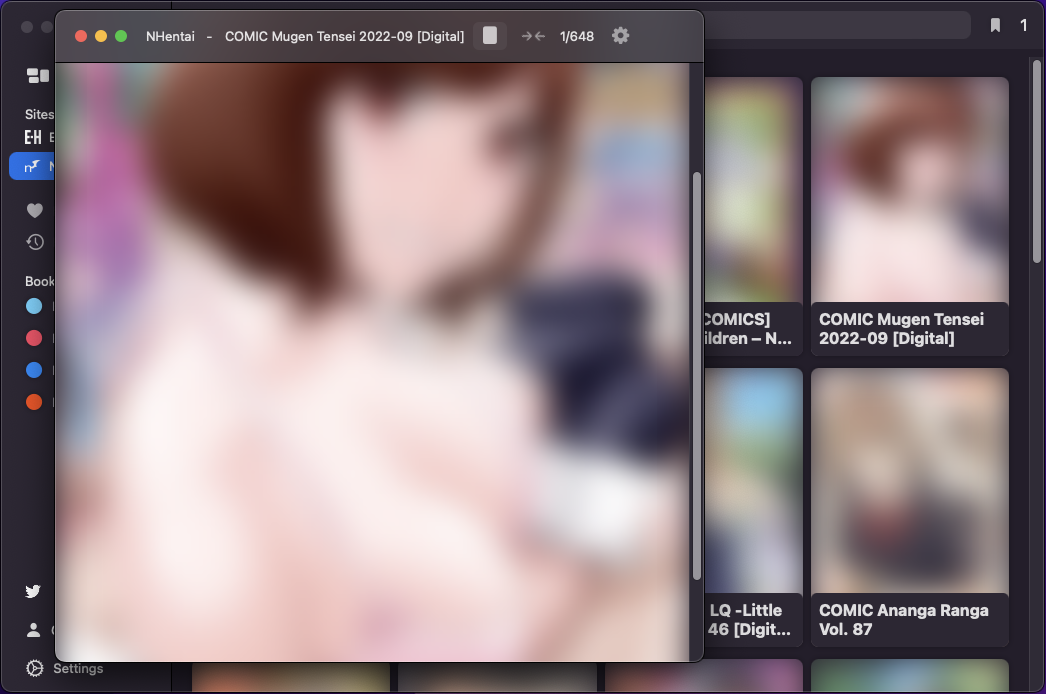 NHentai - COMIC Mugen Tensei 2022-09 [Digital]
1/648
1
Sites
E-H
Book
Settings
COMICS]
ildren – N...
COMIC Mugen Tensei
2022-09 [Digital]
LQ -Little
46 [Digit...
COMIC Ananga Ranga
Vol. 87